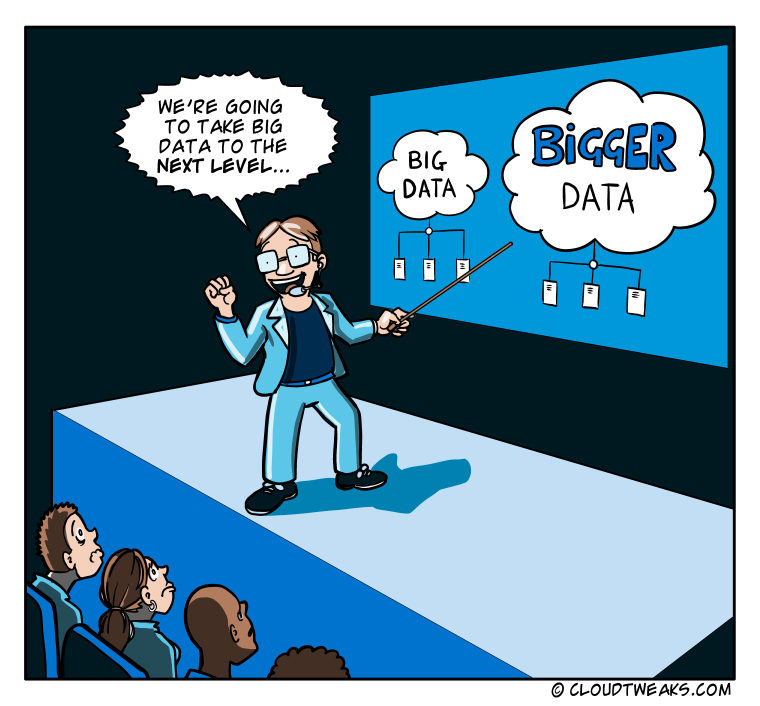 WE'RE GOING
TO TAKE BIG
DATA TO THE
NEXT LEVEL...
BIG
DATA
BiGGER
DATA
© CLOUDTWEAKS.COM